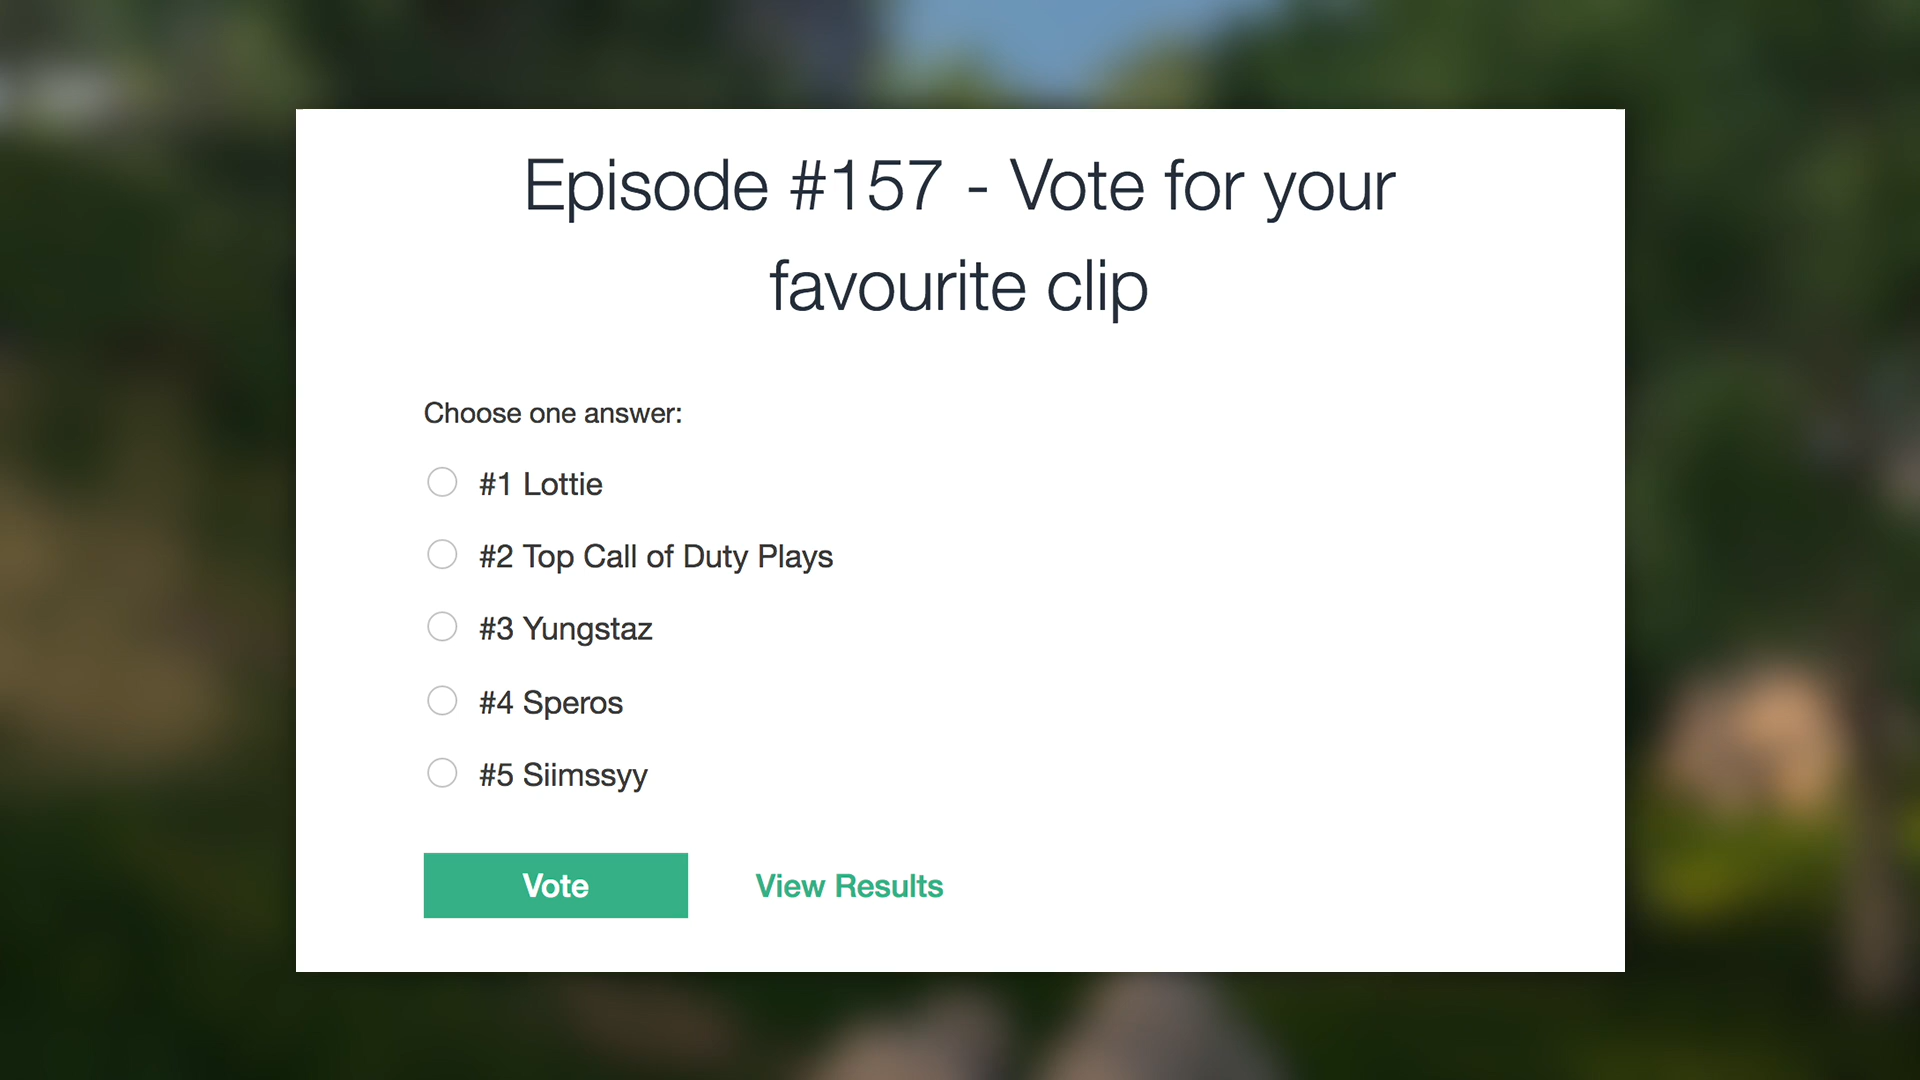 Episode #157 - Vote for your
favourite clip
Choose one answer:
#1 Lottie
#2 Top Call of Duty Plays
#3 Yungstaz
#4 Speros
#5 Siimssyy
Vote
View Results